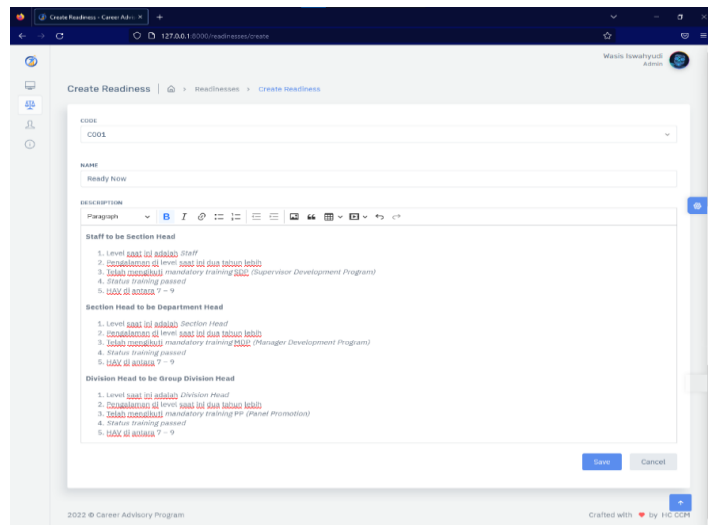 Create Readiness - Career Advis
127.0.0.1:8000/readinesses/create
Wasis Iswahyudi
Admin
Create Readiness | Readinesses > Create Readiness
CODE
C001
NAME
Ready Now
DESCRIPTION
Paragraph B I
Staff to be Section Head
1. Level saat ini adalah Staff
2. Pengalaman di level saat ini dua tahun lebih
3. Telah mengikuti mandatory training SDP (Supervisor Development Program)
4. Status training passed
5. HAV di antara 7 – 9
Section Head to be Department Head
1. Level saat ini adalah Section Head
2. Pengalaman di level saat ini dua tahun lebih
3. Telah mengikuti mandatory training MDP (Manager Development Program)
4. Status training passed
5. HAV di antara 7 – 9
Division Head to be Group Division Head
1. Level saat ini adalah Division Head
2. Pengalaman di level saat ini dua tahun lebih
3. Telah mengikuti mandatory training PP (Panel Promotion)
4. Status training passed
5. HAV di antara 7 – 9
Save Cancel
2022 © Career Advisory Program
Crafted with ♥ by HC CCM